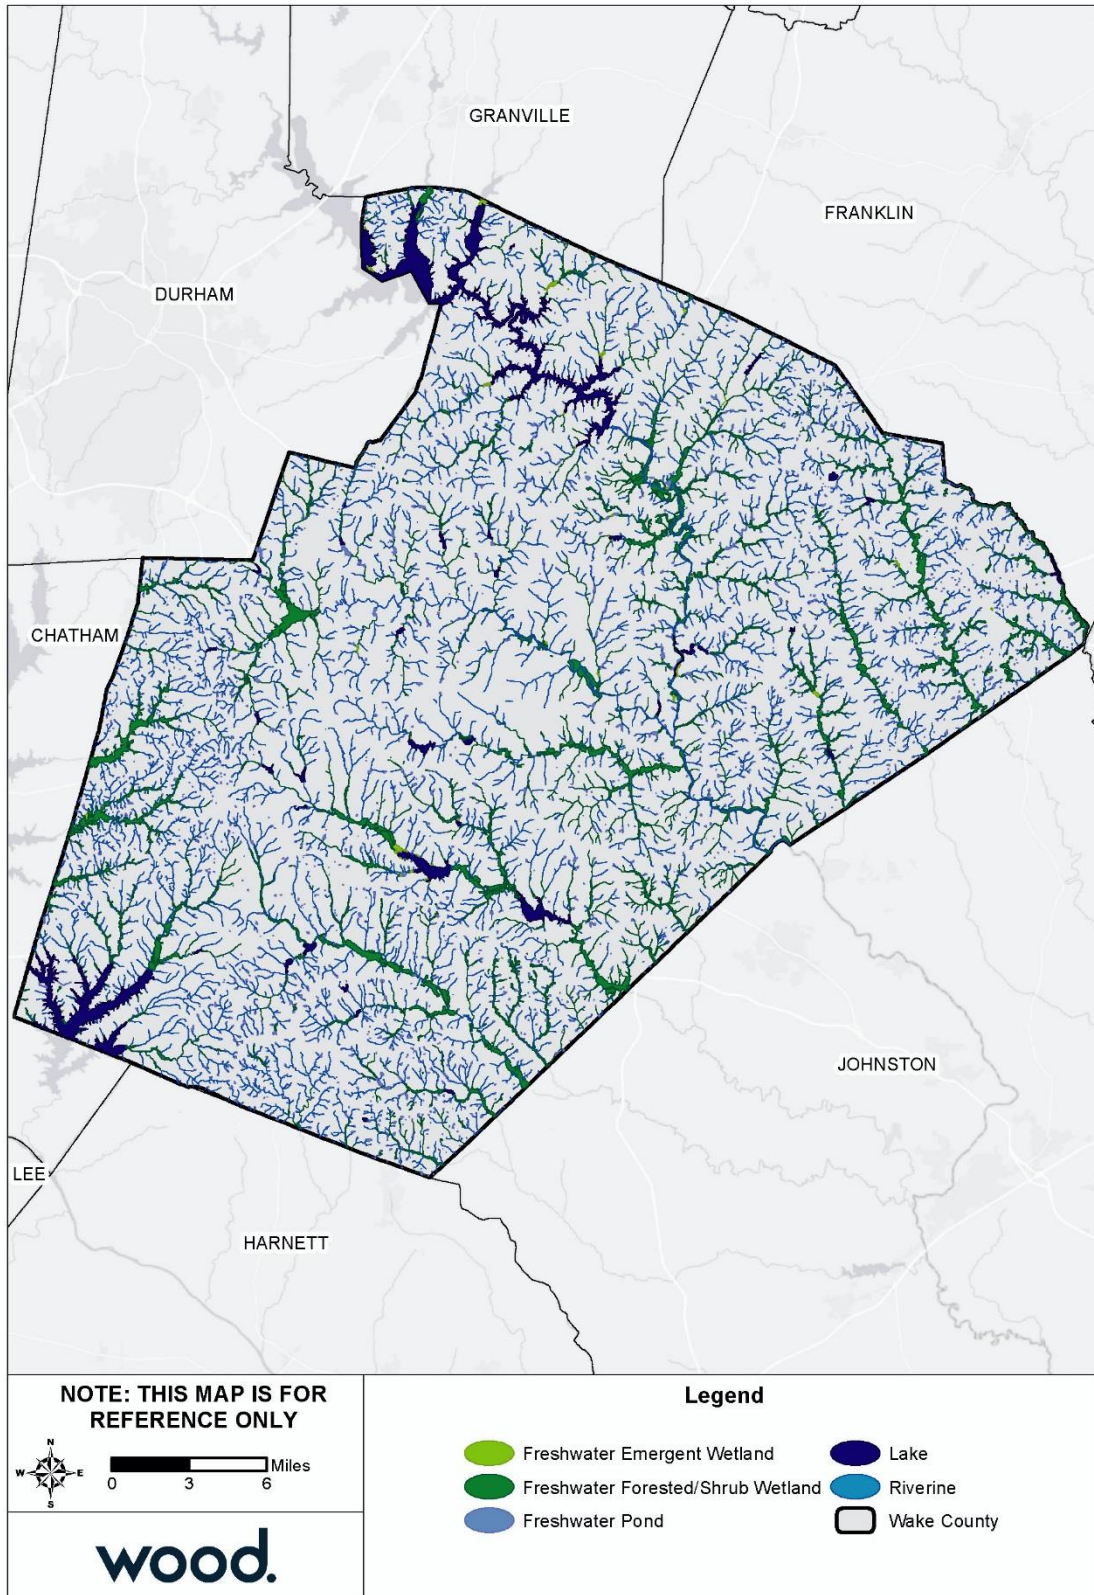 GRANVILLE
FRANKLIN
DURHAM
CHATHAM
JOHNSTON
LEE
HARNETT
NOTE: THIS MAP IS FOR
REFERENCE ONLY
N
W E
S
Miles
0 3 6
wood.
Legend
Freshwater Emergent Wetland
Freshwater Forested/Shrub Wetland
Freshwater Pond
Lake
Riverine
Wake County